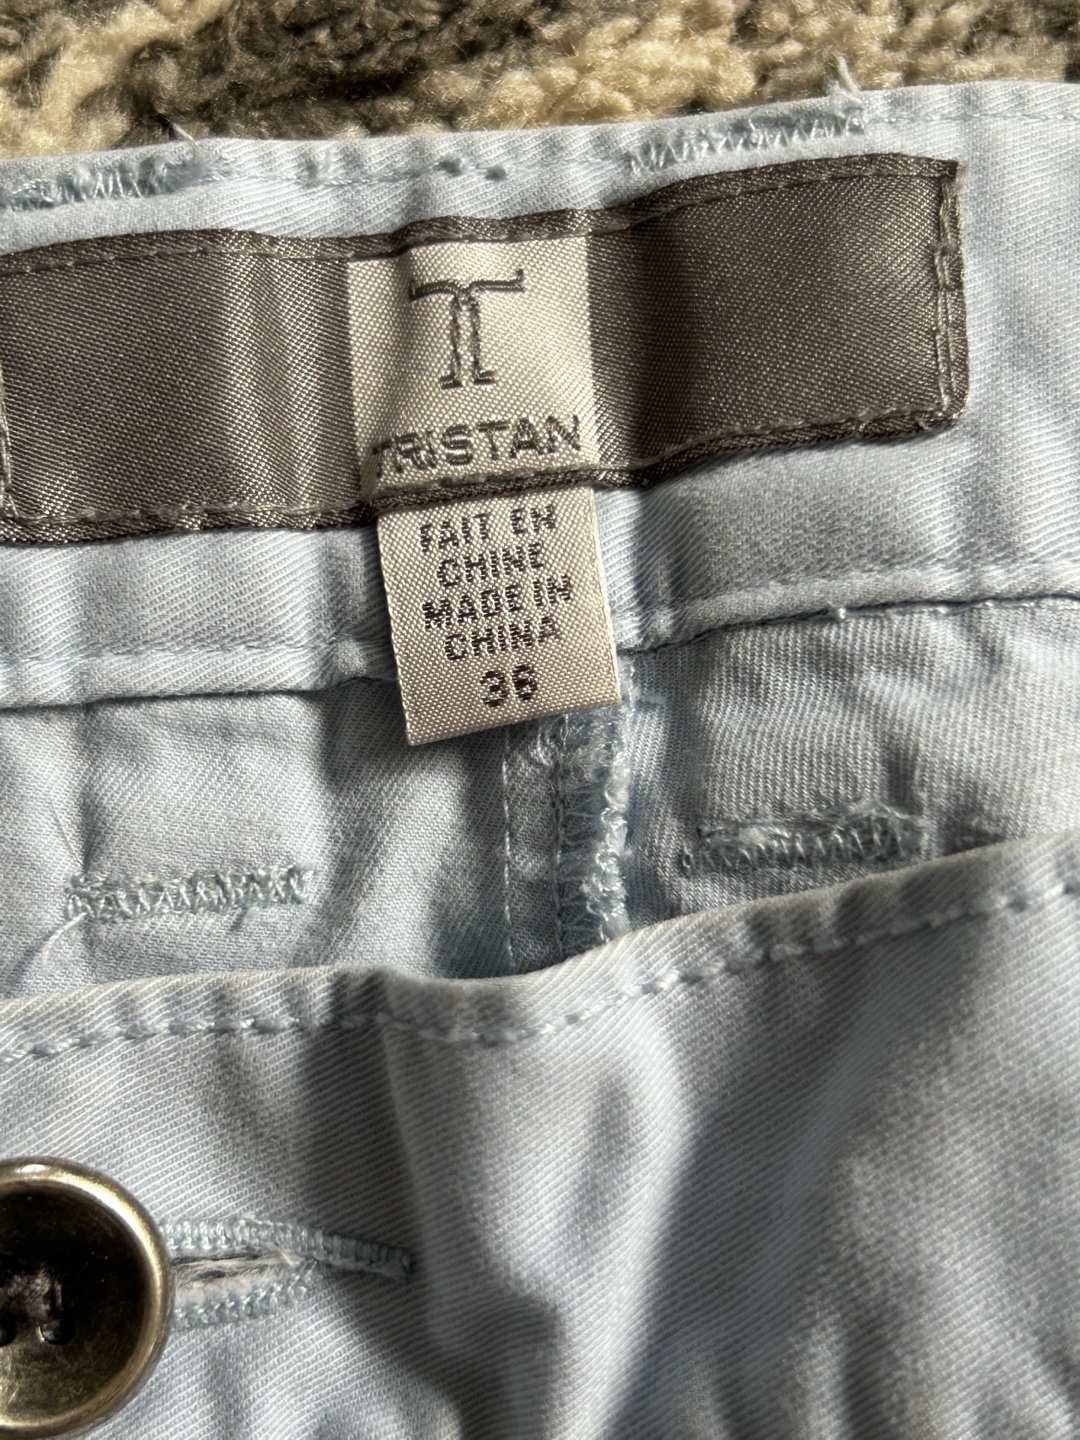 TRISTAN
FAIT EN
CHINE
MADE IN
CHINA
36